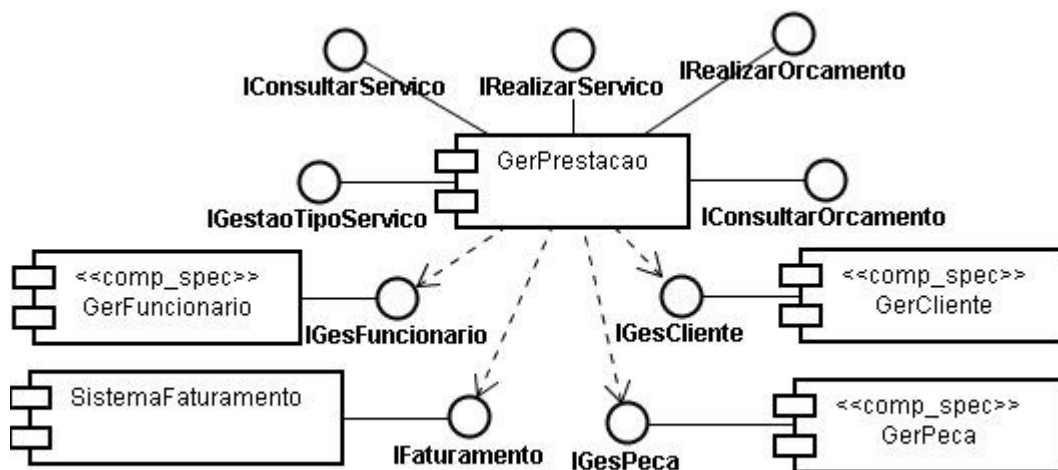 IConsultarServico
IRealizarServico
IRealizarOrcamento
GerPrestacao
IGestaoTipoServico
IConsultarOrcamento
<<comp_spec>>
GerFuncionario
IGesFuncionario
IGesCliente
<<comp_spec>>
GerCliente
SistemaFaturamento
IFaturamento
IGesPeca
<<comp_spec>>
GerPeca